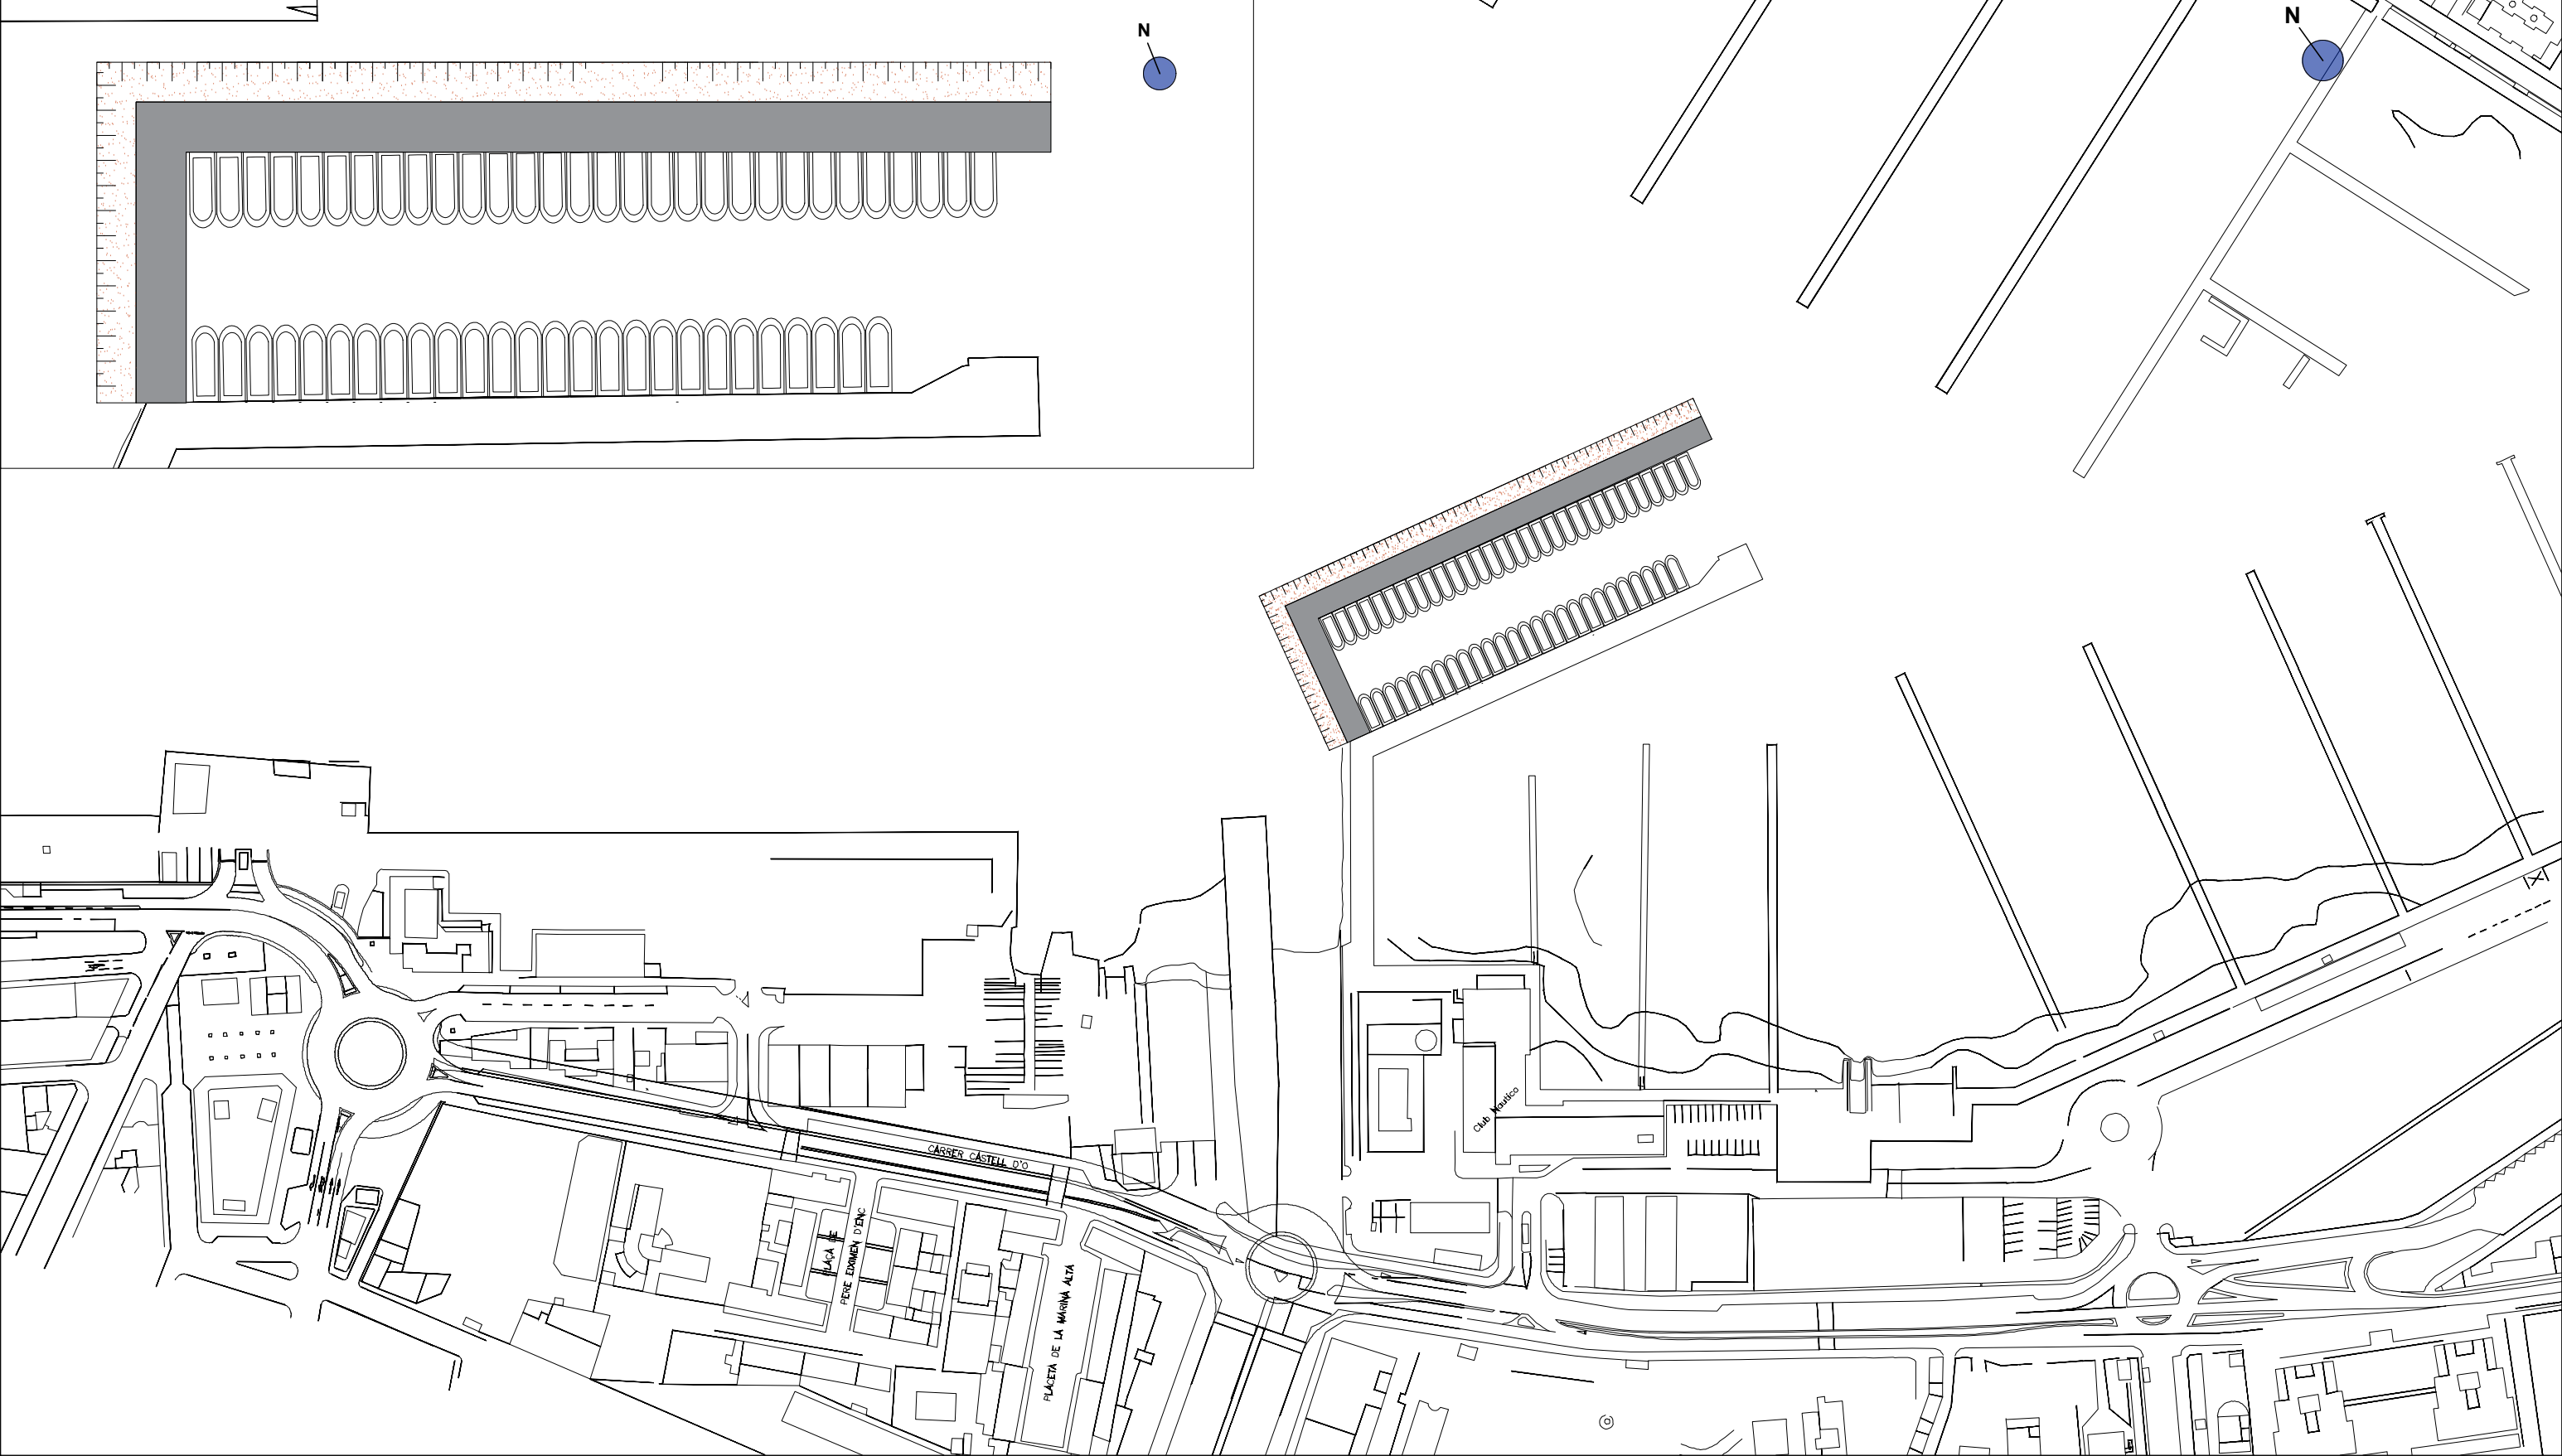 N
N
Club Nautico
CARRER CASTELL D'O
PLAÇA DE
PERE EIXIMEN D'ENC
PLACETA DE LA MARINA ALTA